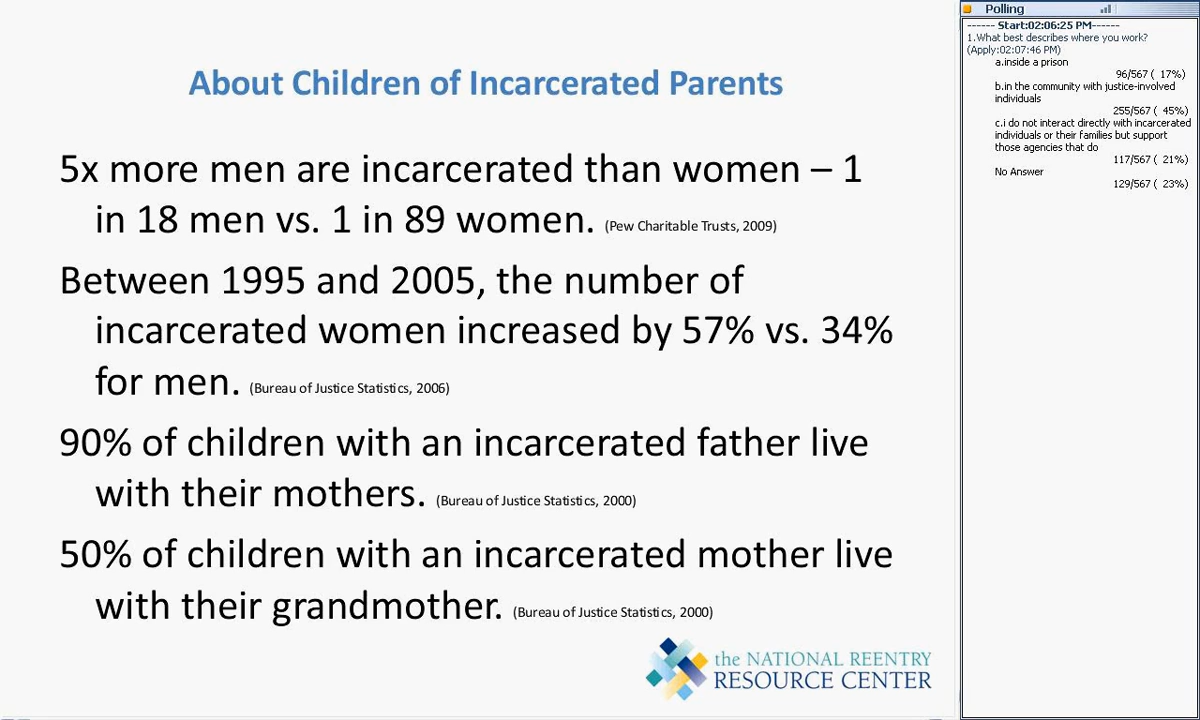 About Children of Incarcerated Parents
5x more men are incarcerated than women – 1
in 18 men vs. 1 in 89 women. (Pew Charitable Trusts, 2009)
Between 1995 and 2005, the number of
incarcerated women increased by 57% vs. 34%
for men. (Bureau of Justice Statistics, 2006)
90% of children with an incarcerated father live
with their mothers. (Bureau of Justice Statistics, 2000)
50% of children with an incarcerated mother live
with their grandmother. (Bureau of Justice Statistics, 2000)
the NATIONAL REENTRY
RESOURCE CENTER
Polling
------ Start:02:06:25 PM------
1.What best describes where you work?
(Apply:02:07:46 PM)
a.inside a prison
96/567 ( 17%)
b.in the community with justice-involved
individuals
255/567 ( 45%)
c.i do not interact directly with incarcerated
individuals or their families but support
those agencies that do
117/567 ( 21%)
No Answer
129/567 ( 23%)